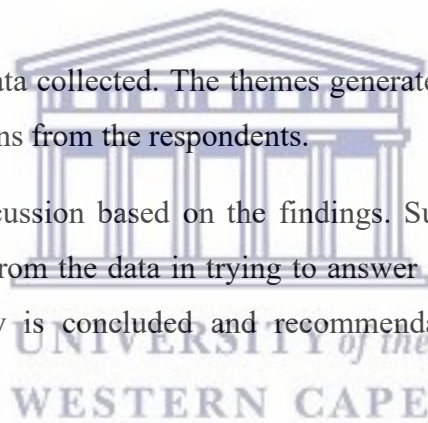 ata collected. The themes generate
ns from the respondents.
cussion based on the findings. Su
rom the data in trying to answer
y is concluded and recommenda
UNIVERSITY of the
WESTERN CAPE